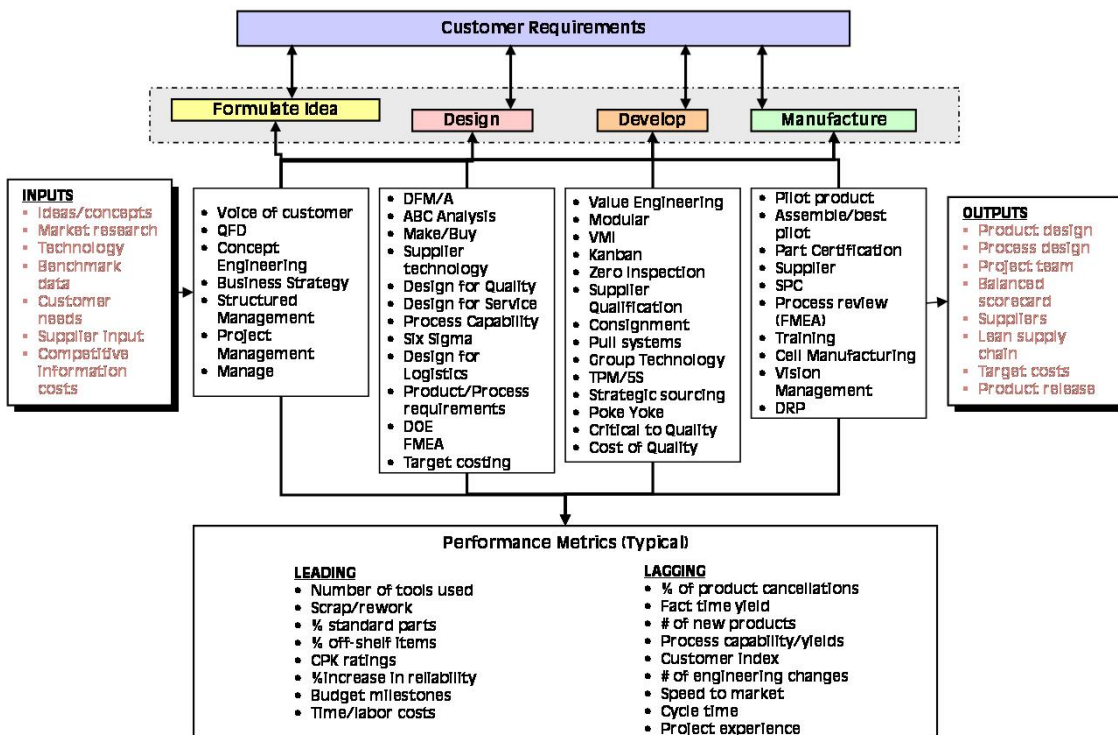 Customer Requirements
Formulate Idea
Design
Develop
Manufacture
INPUTS
Ideas/concepts
Market research
Technology
Benchmark
data
Customer
needs
Supplier input
Competitive
information
costs
Voice of customer
QFD
Concept
Engineering
Business Strategy
Structured
Management
Project
Management
Manage
DFM/A
ABC Analysis
Make/Buy
Supplier
technology
Design for Quality
Design for Service
Process Capability
Six Sigma
Design for
Logistics
Product/Process
requirements
DOE
FMEA
Target costing
Value Engineering
Modular
VMI
Kanban
Zero Inspection
Supplier
Qualification
Consignment
Pull systems
Group Technology
TPM/5S
Strategic sourcing
Poke Yoke
Critical to Quality
Cost of Quality
Pilot product
Assemble/best
pilot
Part Certification
Supplier
SPC
Process review
(FMEA)
Training
Cell Manufacturing
Vision
Management
DRP
OUTPUTS
Product design
Process design
Project team
Balanced
scorecard
Suppliers
Lean supply
chain
Target costs
Product release
Performance Metrics (Typical)
LEADING
Number of tools used
Scrap/rework
% standard parts
% off-shelf items
CPK ratings
%increase in reliability
Budget milestones
Time/labor costs
LAGGING
% of product cancellations
Fact time yield
# of new products
Process capability/yields
Customer index
# of engineering changes
Speed to market
Cycle time
Project experience